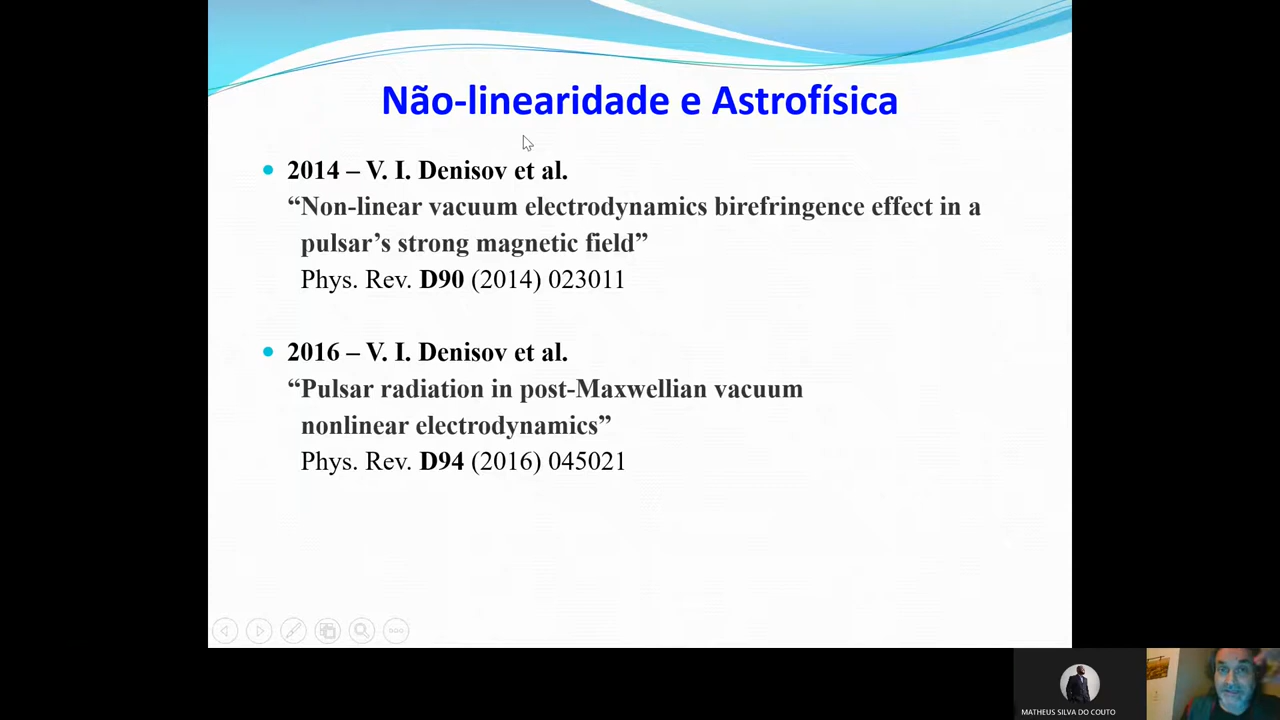 Não-linearidade e Astrofísica
2014 – V. I. Denisov et al.
“Non-linear vacuum electrodynamics birefringence effect in a
pulsar’s strong magnetic field”
Phys. Rev. D90 (2014) 023011
2016 – V. I. Denisov et al.
“Pulsar radiation in post-Maxwellian vacuum
nonlinear electrodynamics”
Phys. Rev. D94 (2016) 045021
MATHEUS SILVA DO COUTO